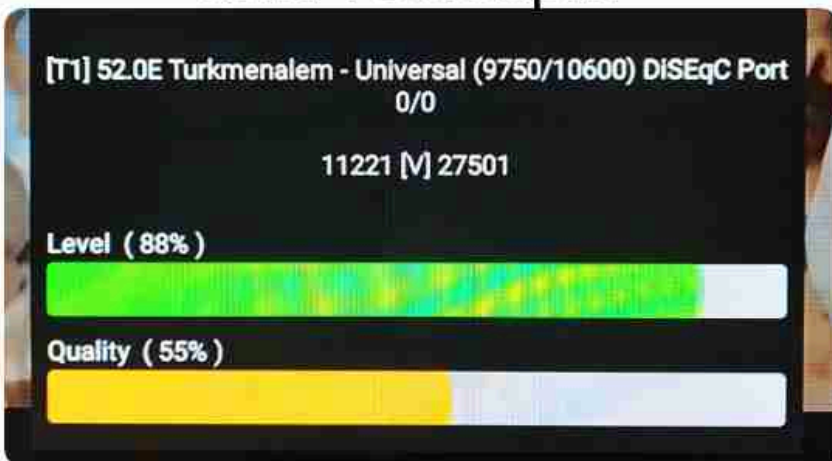 [T1] 52.0E Turkmenalem - Universal (9750/10600) DiSEqC Port
0/0
11221 [V] 27501
Level ( 88% )
Quality ( 55% )